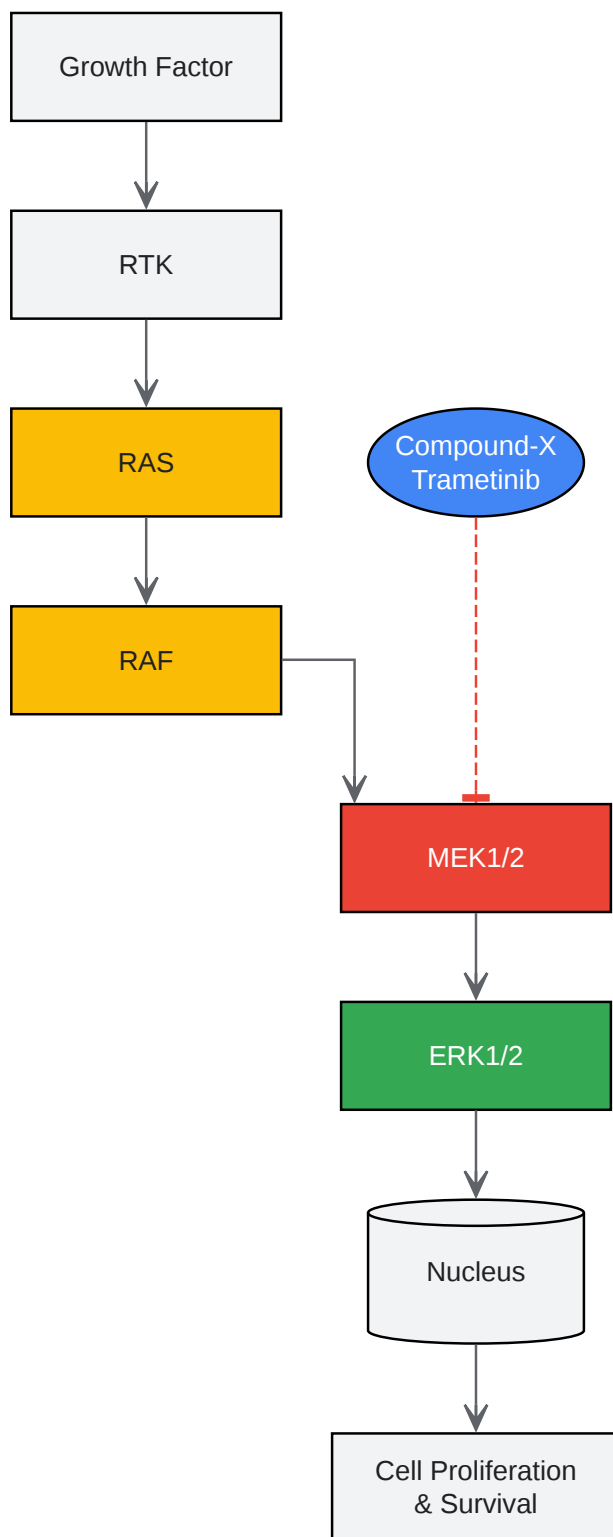 Growth Factor
RTK
RAS
Compound-X
Trametinib
RAF
MEK1/2
ERK1/2
Nucleus
Cell Proliferation
& Survival